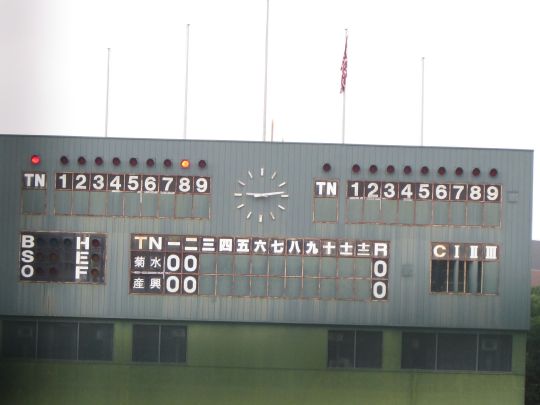 TN 1 2 3 4 5 6 7 8 9
TN 1 2 3 4 5 6 7 8 9
B H
S E
O F
TN 一 二 三 四 五 六 七 八 九 十 士 士 R
菊水 0 0 0
産興 0 0 0
C I II III